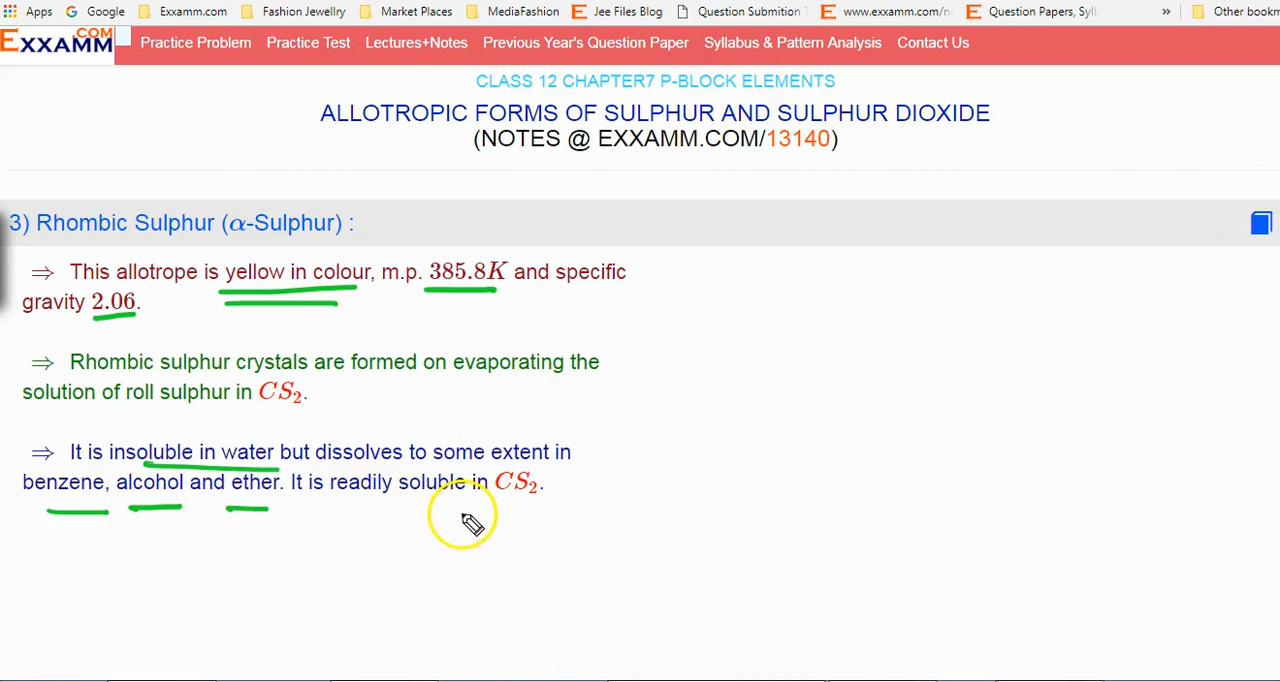 Apps Google Exxamm.com Fashion Jewellry Market Places MediaFashion Jee Files Blog Question Submition www.exxamm.com/n Question Papers, Syl » Other bookm
EXXAMM.COM Practice Problem Practice Test Lectures+Notes Previous Year's Question Paper Syllabus & Pattern Analysis Contact Us
CLASS 12 CHAPTER7 P-BLOCK ELEMENTS
ALLOTROPIC FORMS OF SULPHUR AND SULPHUR DIOXIDE
(NOTES @ EXXAMM.COM/13140)
3) Rhombic Sulphur (α-Sulphur) :
⇒ This allotrope is yellow in colour, m.p. 385.8K and specific
gravity 2.06.
⇒ Rhombic sulphur crystals are formed on evaporating the
solution of roll sulphur in CS₂.
⇒ It is insoluble in water but dissolves to some extent in
benzene, alcohol and ether. It is readily soluble in CS₂.